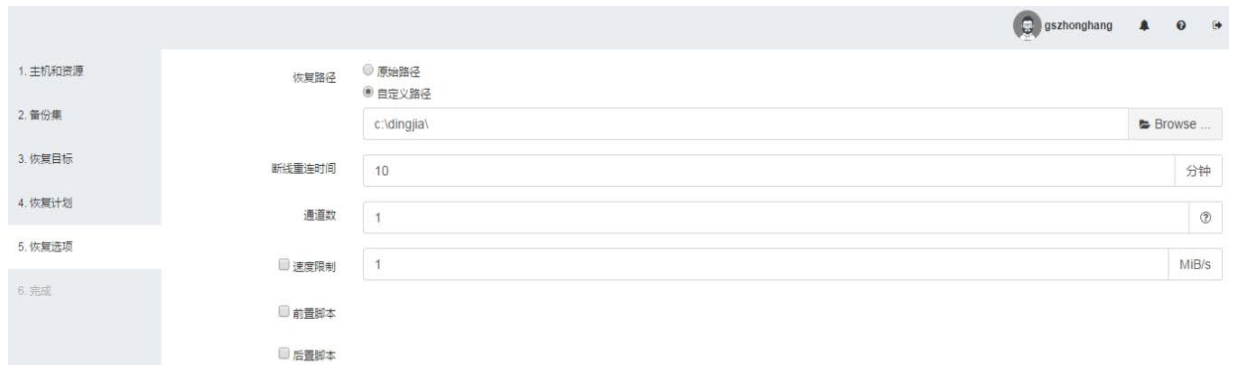 gszhonghang
1. 主机和资源
2. 备份集
3. 恢复目标
4. 恢复计划
5. 恢复选项
6. 完成
恢复路径
原始路径
自定义路径
c:\dingjia\
Browse ...
断线重连时间
10
分钟
通道数
1
速度限制
1
MiB/s
前置脚本
后置脚本